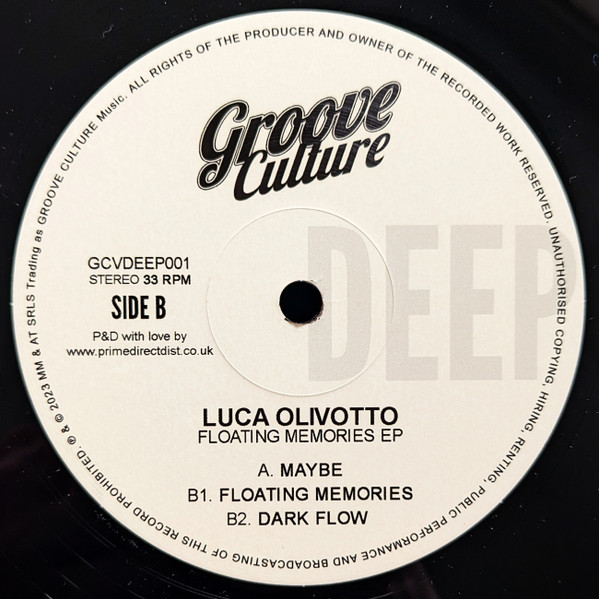 Groove
Culture
DEEP
GCVDEEP001
STEREO 33 RPM
SIDE B
P&D with love by
www.primedirectdist.co.uk
LUCA OLIVOTTO
FLOATING MEMORIES EP
A. MAYBE
B1. FLOATING MEMORIES
B2. DARK FLOW
℗ & © 2023 MM & AT SRLS Trading as GROOVE CULTURE Music. ALL RIGHTS OF THE PRODUCER AND OWNER OF THE RECORDED WORK RESERVED. UNAUTHORISED COPYING, HIRING, RENTING, PUBLIC PERFORMANCE AND BROADCASTING OF THIS RECORD PROHIBITED.